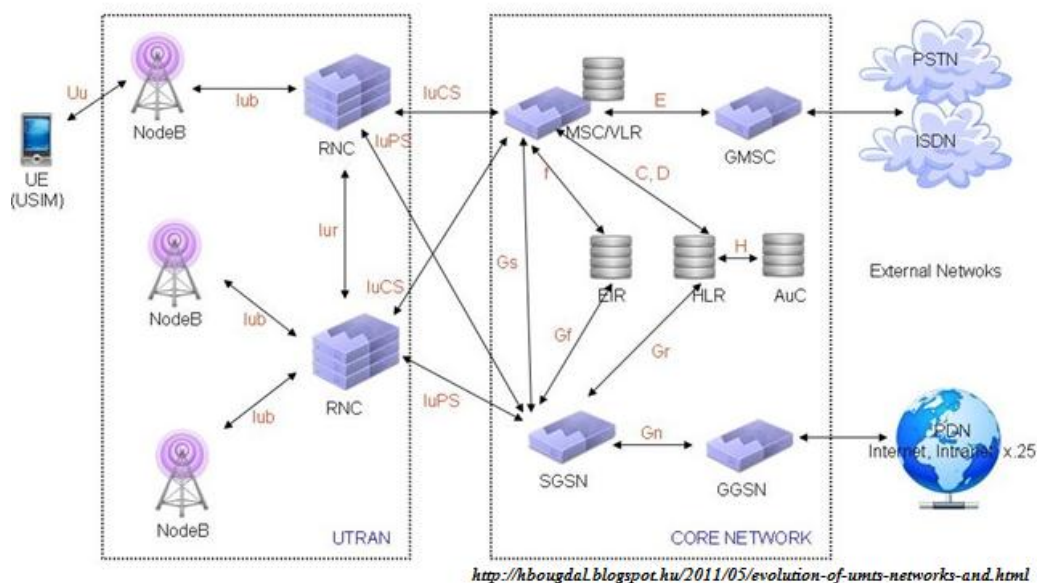 Uu
UE
(USIM)
NodeB
Iub
RNC
IuCS
IuPS
MSC/VLR
E
GMSC
PSTN
ISDN
Iur
f
C, D
NodeB
Iub
IuCS
Gs
EIR
HLR
H
AuC
External Netwoks
Gf
Gr
Iub
RNC
IuPS
NodeB
SGSN
Gn
GGSN
PDN
Internet, Intranet, x.25
UTRAN
CORE NETWORK
http://hbougdal.blogspot.hu/2011/05/evolution-of-umts-networks-and.html